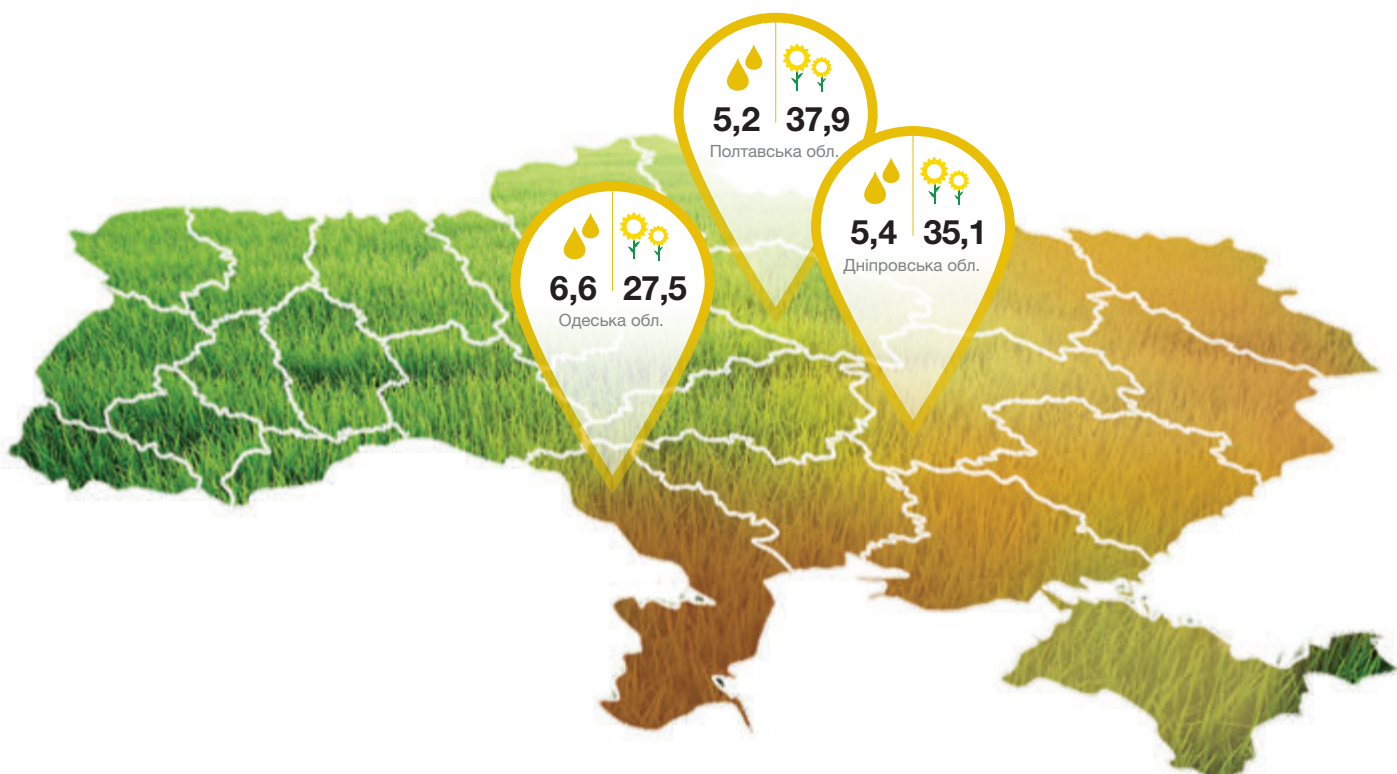 5,2 37,9
Полтавська обл.
5,4 35,1
Дніпровська обл.
6,6 27,5
Одеська обл.